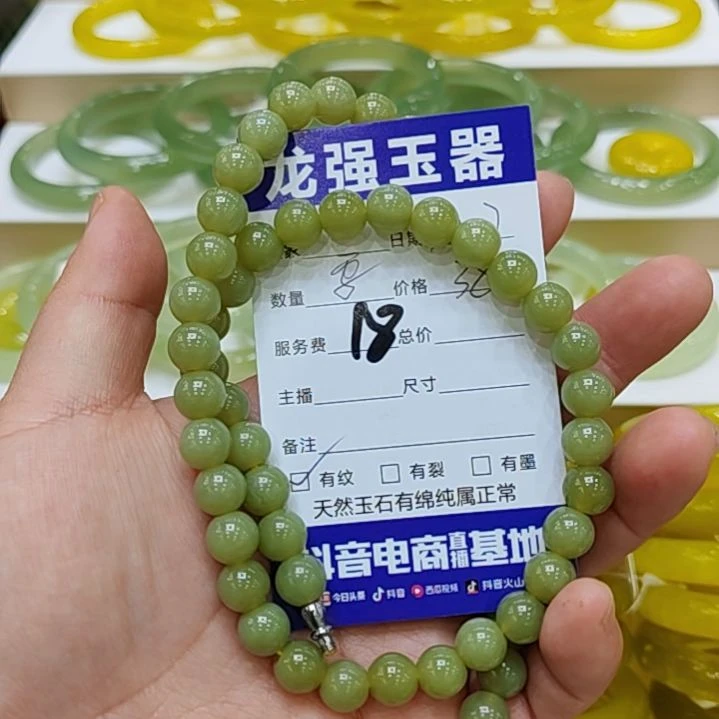 龙强玉器
日期
数量 价格
18
服务费 总价
主播 尺寸
备注
有纹 有裂 有墨
天然玉石有绵纯属正常
抖音电商直播基地
今日头条 抖音 西瓜视频 抖音火山